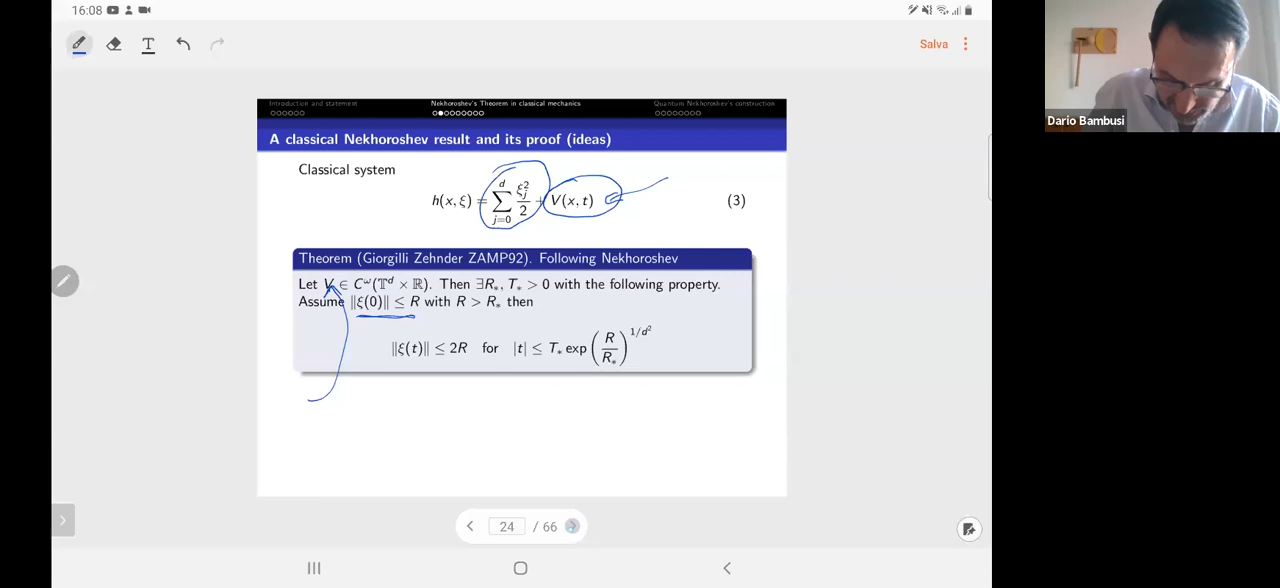 16:08
T
Salva
Introduction and statement
Nekhoroshev's Theorem in classical mechanics
Quantum Nekhoroshev's construction
A classical Nekhoroshev result and its proof (ideas)
Classical system
h(x, ξ) = ∑_{j=0}^{d} ξ_j^2/2 + V(x, t) (3)
Theorem (Giorgilli Zehnder ZAMP92). Following Nekhoroshev
Let V ∈ C^ω(𝕋^d × ℝ). Then ∃R_*, T_* > 0 with the following property.
Assume ‖ξ(0)‖ ≤ R with R > R_* then
‖ξ(t)‖ ≤ 2R for |t| ≤ T_* exp (R/R_*)^{1/d^2}
24 / 66
Dario Bambusi